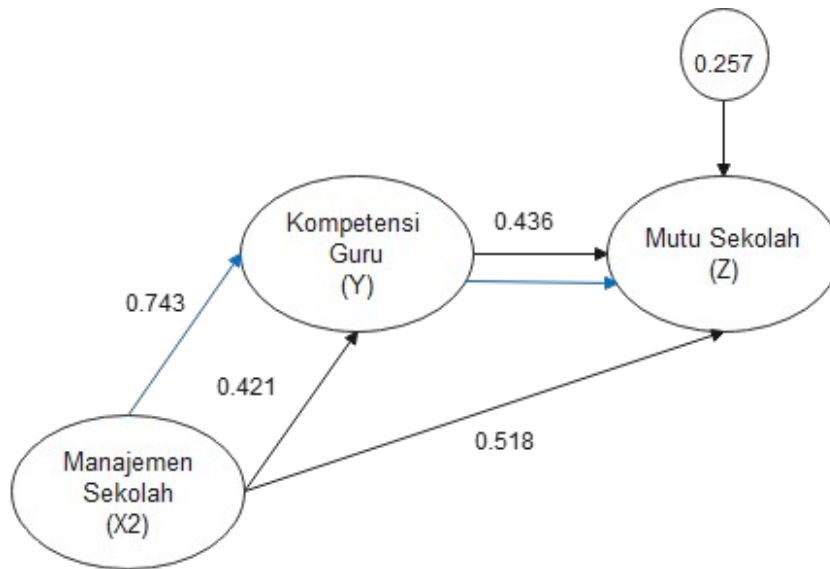 0.257
Kompetensi
Guru
(Y)
0.436
Mutu Sekolah
(Z)
0.743
0.421
0.518
Manajemen
Sekolah
(X2)